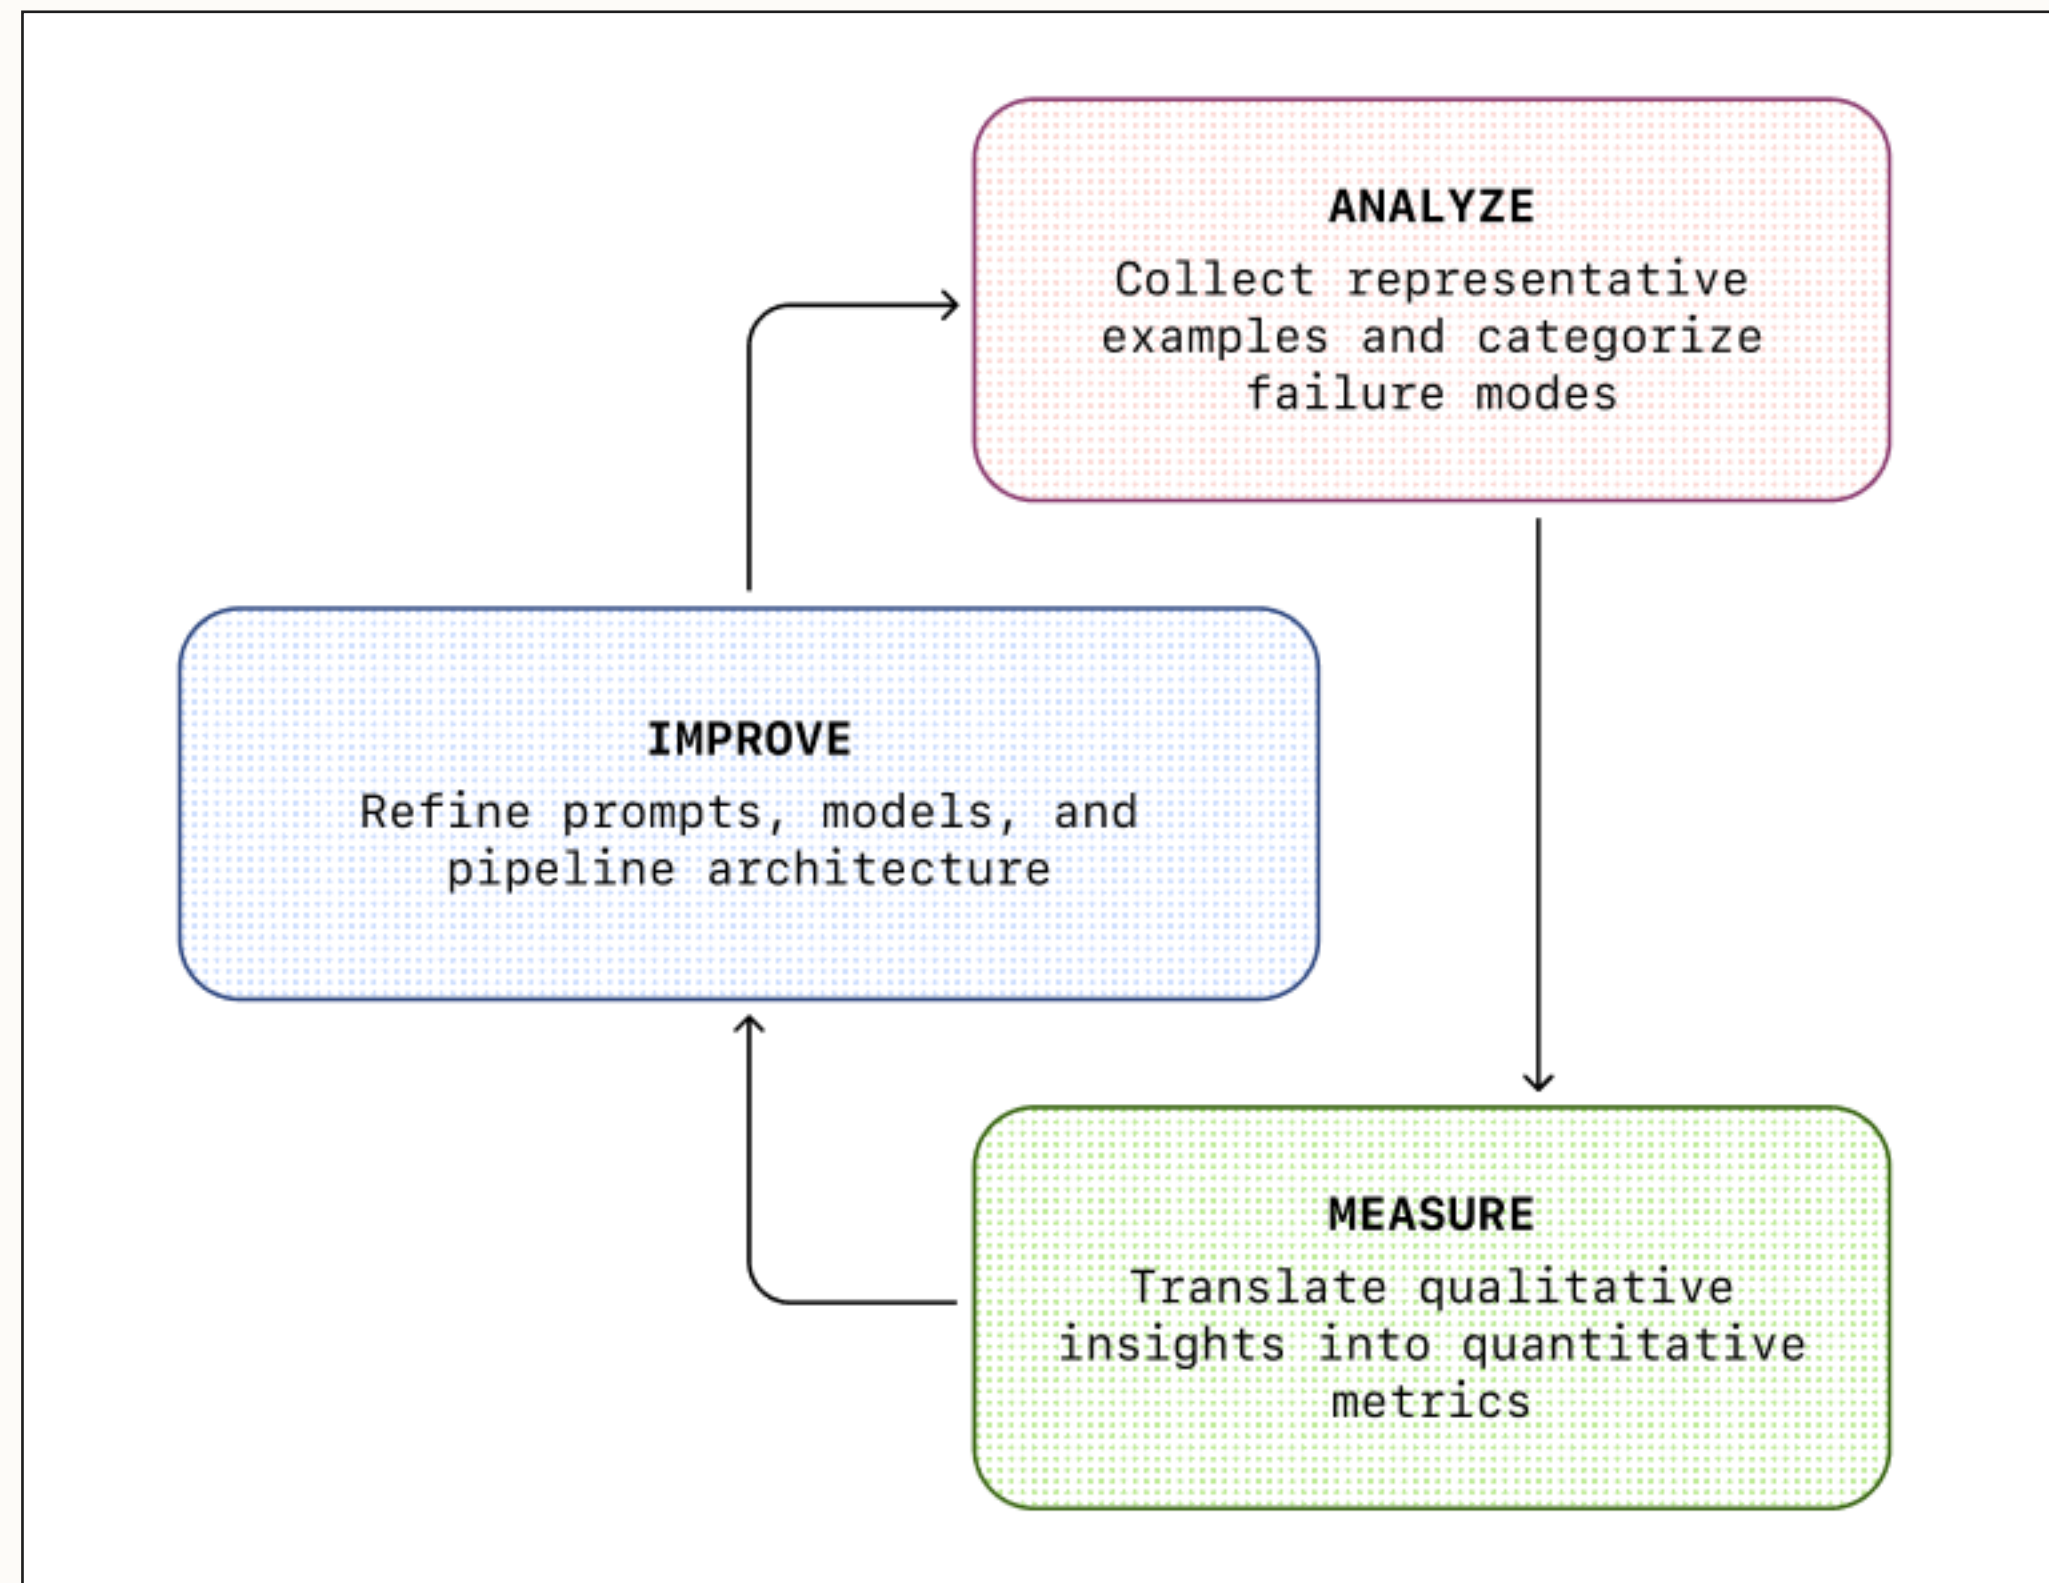 ANALYZE
Collect representative
examples and categorize
failure modes
IMPROVE
Refine prompts, models, and
pipeline architecture
MEASURE
Translate qualitative
insights into quantitative
metrics